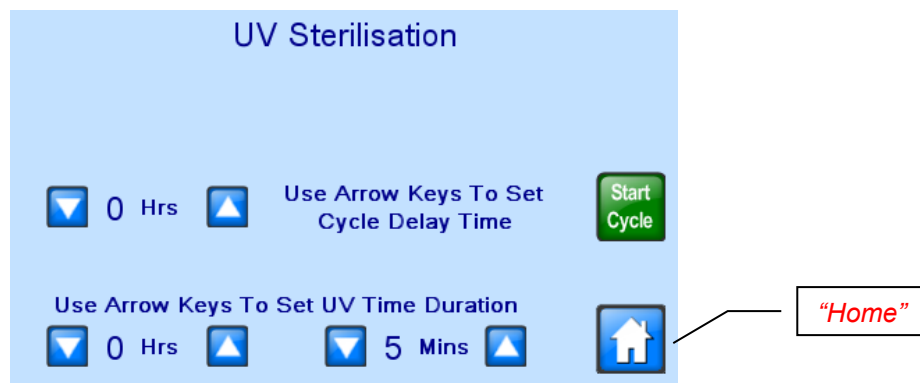 UV Sterilisation
0 Hrs
Use Arrow Keys To Set
Cycle Delay Time
Start
Cycle
Use Arrow Keys To Set UV Time Duration
0 Hrs
5 Mins
“Home”